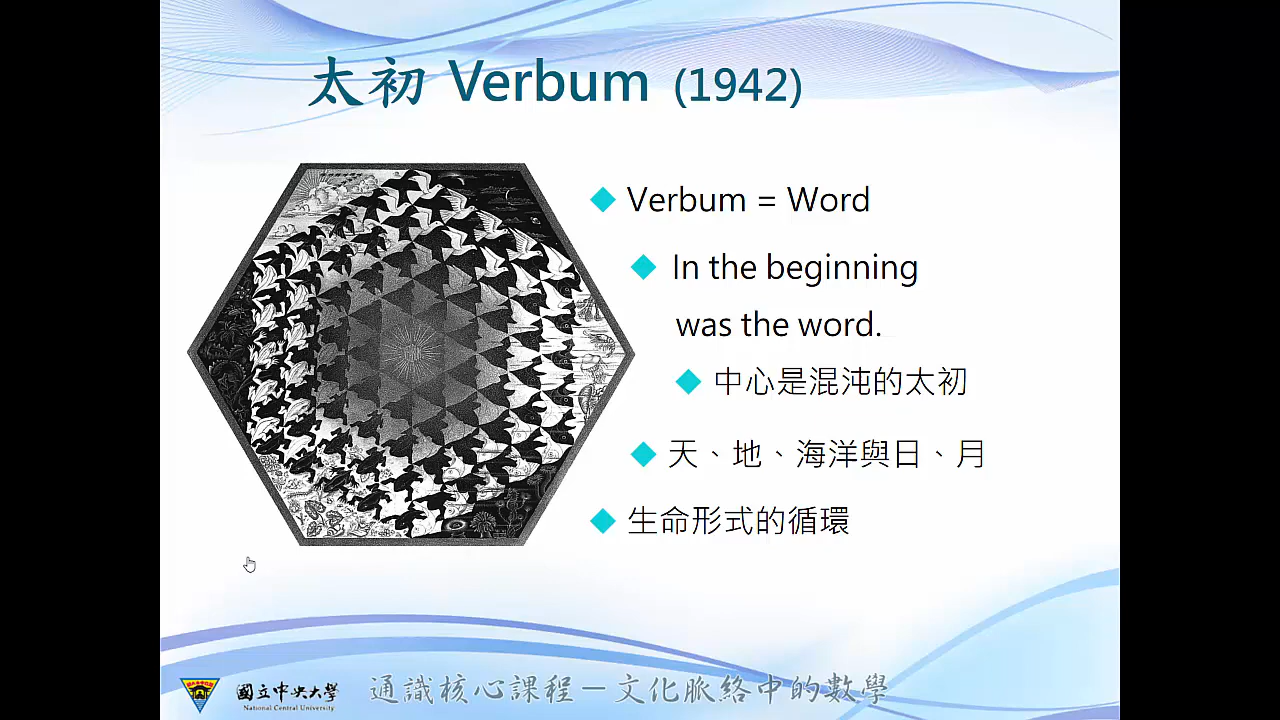 太初 Verbum (1942)
Verbum = Word
In the beginning
was the word.
中心是混沌的太初
天、地、海洋與日、月
生命形式的循環
國立中央大學
National Central University
通識核心課程－文化脈絡中的數學